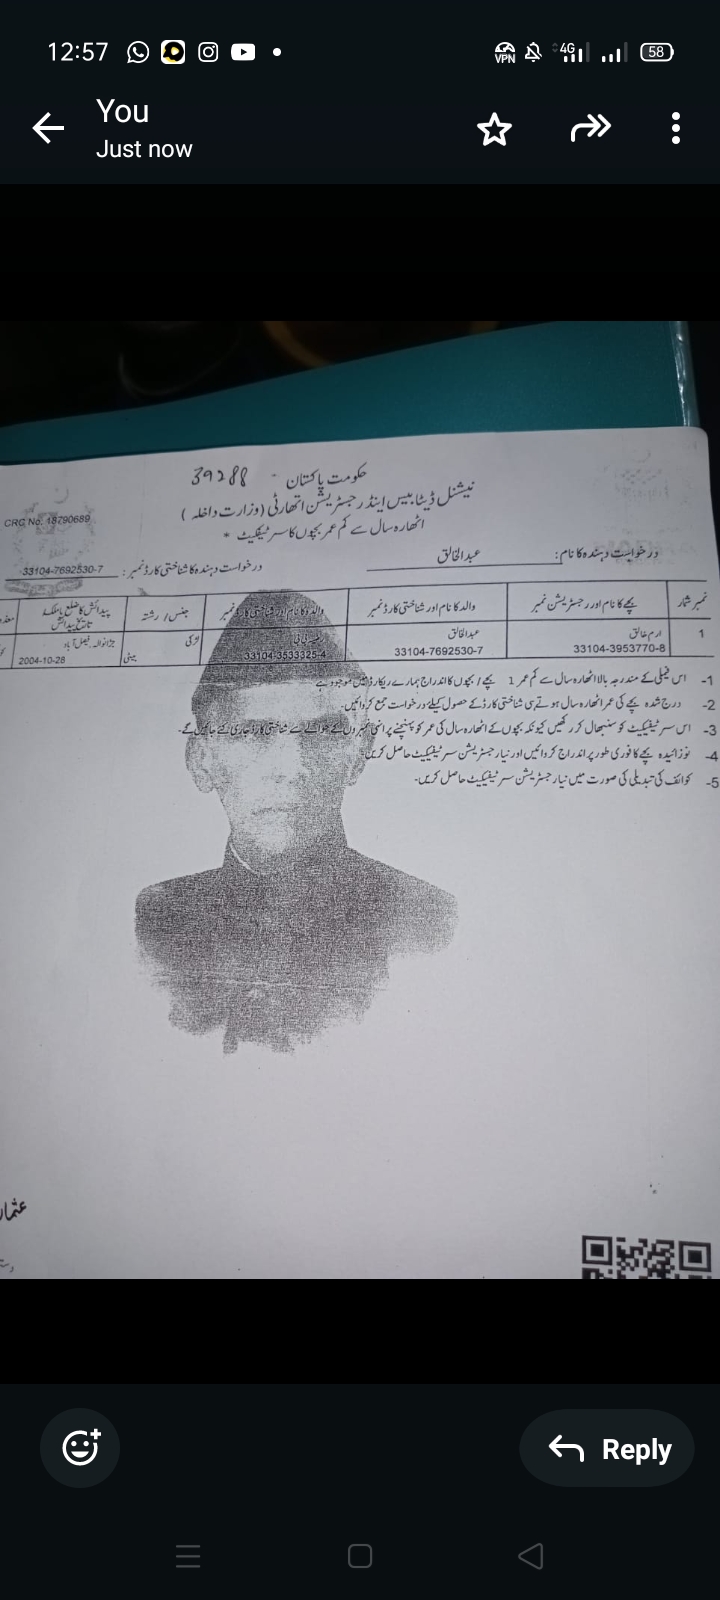 12:57
VPN
4G
58
You
Just now
39288
حکومت پاکستان
نیشنل ڈیٹابیس اینڈ رجسٹریشن اتھارٹی (وزارت داخلہ)
CRC No. 18790689
اٹھارہ سال سے کم عمر بچوں کا سرٹیفکیٹ *
درخواست دہندہ کا نام: عبدالخالق
درخواست دہندہ کا شناختی کارڈ نمبر: 33104-7692530-7
نمبر شمار
بچے کا نام اور رجسٹریشن نمبر
والد کا نام اور شناختی کارڈ نمبر
والدہ کا نام اور شناختی کارڈ نمبر
جنس / رشتہ
پیدائش کا ضلع یا ملک
تاریخ پیدائش
1
ارم خالق
33104-3953770-8
عبدالخالق
33104-7692530-7
بی بی
33104-3533325-4
لڑکی
بیٹی
جڑانوالہ، فیصل آباد
2004-10-28
1- اس فیملی کے مندرجہ بالا اٹھارہ سال سے کم عمر 1 بچے / بچوں کا اندراج ہمارے ریکارڈ میں موجود ہے
2- درج شدہ بچے کی عمر اٹھارہ سال ہوتے ہی شناختی کارڈ کے حصول کیلئے درخواست جمع کروائیں۔
3- اس سرٹیفکیٹ کو سنبھال کر رکھیں کیونکہ بچوں کے اٹھارہ سال کی عمر کو پہنچنے پر انہی نمبروں کے حوالے سے شناختی کارڈ جاری کئے جائیں گے۔
4- نوزائیدہ بچے کا فوری طور پر اندراج کروائیں اور نیا رجسٹریشن سرٹیفکیٹ حاصل کریں۔
5- کوائف کی تبدیلی کی صورت میں نیا رجسٹریشن سرٹیفکیٹ حاصل کریں۔
Reply